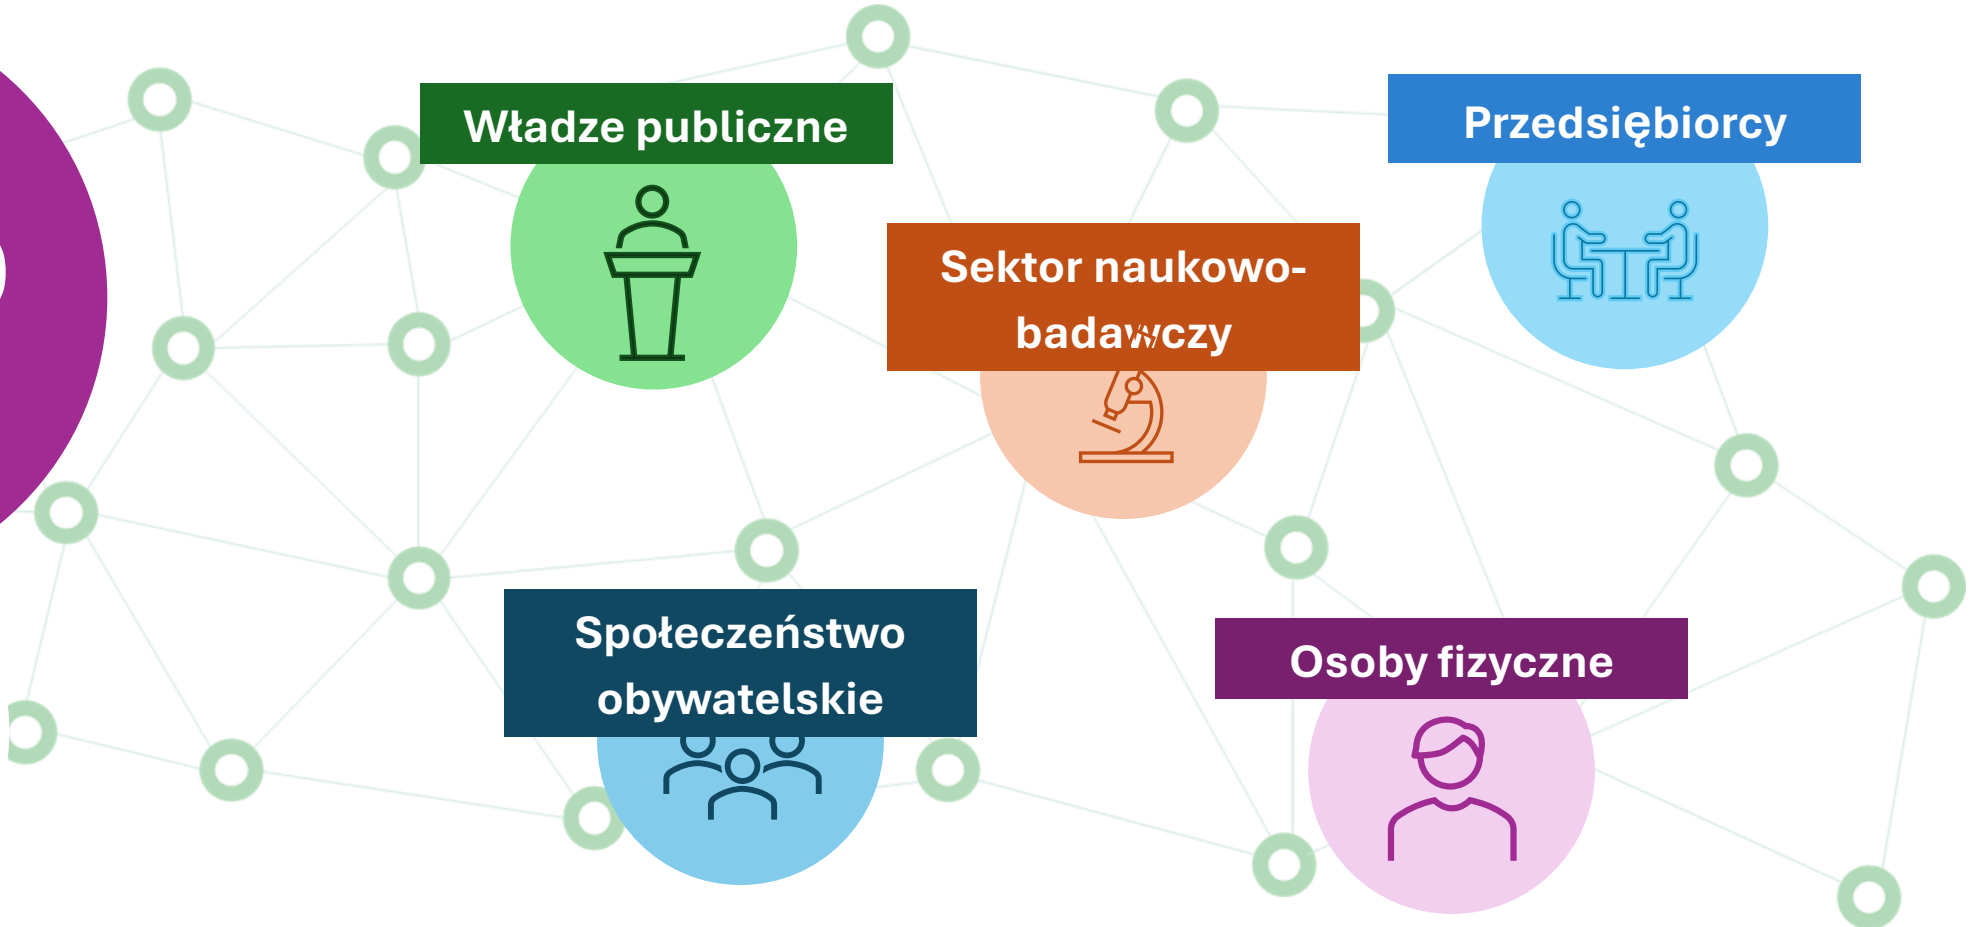 Władze publiczne
Przedsiębiorcy
Sektor naukowo-
badawczy
Społeczeństwo
obywatelskie
Osoby fizyczne